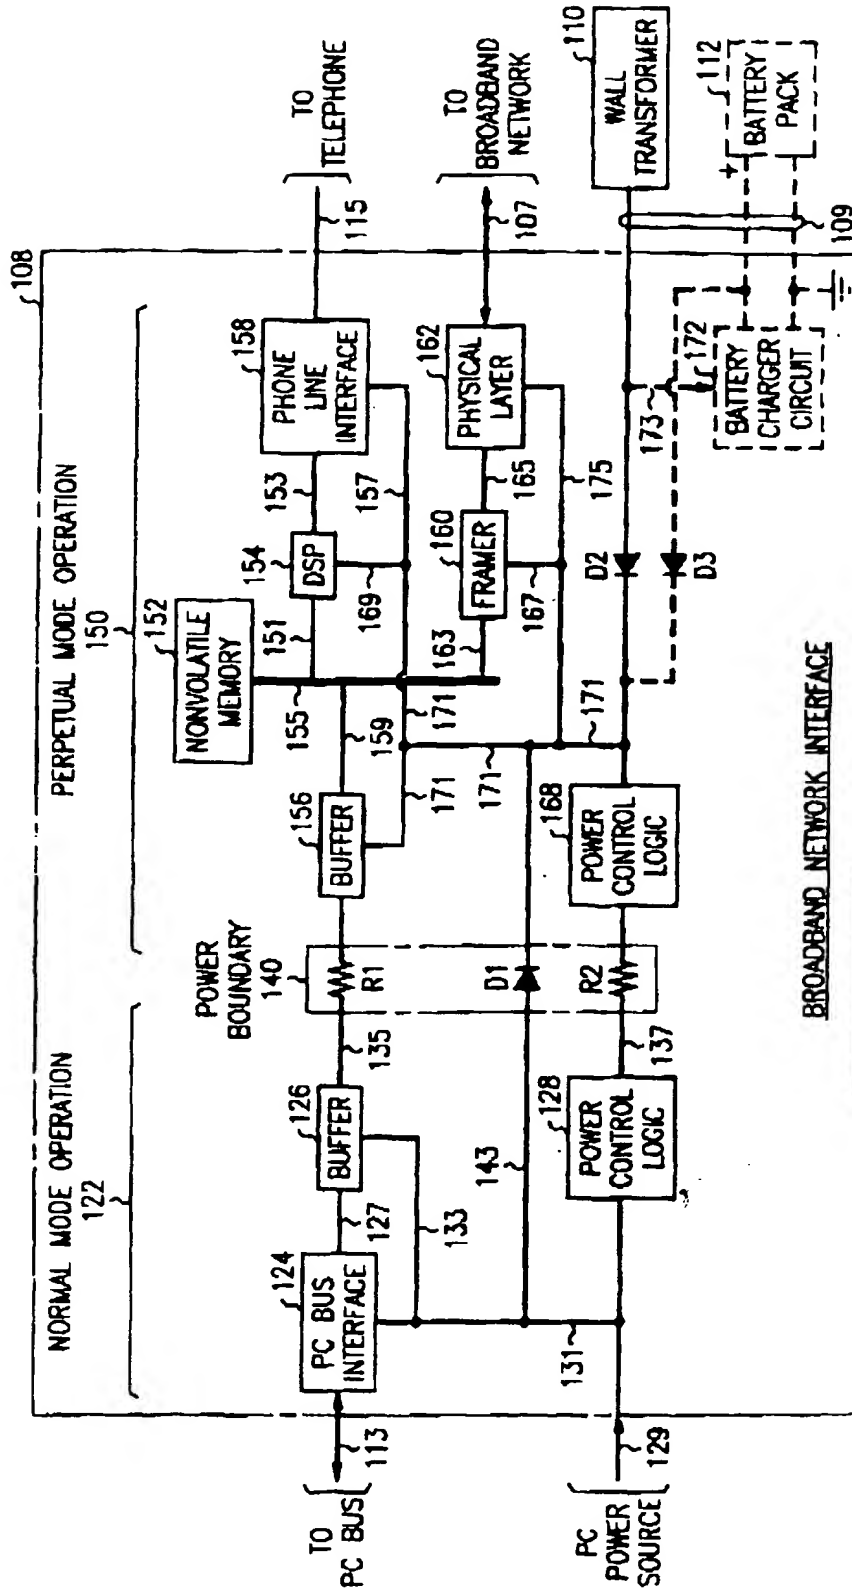 108
NORMAL MODE OPERATION
122
PERPETUAL MODE OPERATION
150
POWER
BOUNDARY
140
TO
PC BUS
113
124
PC BUS
INTERFACE
127
126
BUFFER
133
135
R1
156
BUFFER
159
155
152
NONVOLATILE
MEMORY
151
154
DSP
153
169
158
PHONE
LINE
INTERFACE
157
115
TO
TELEPHONE
163
160
FRAMER
165
167
162
PHYSICAL
LAYER
175
107
TO
BROADBAND
NETWORK
171
171
171
171
143
D1
PC
POWER
SOURCE
129
131
128
POWER
CONTROL
LOGIC
137
R2
168
POWER
CONTROL
LOGIC
D2
D3
173
172
BATTERY
CHARGER
CIRCUIT
109
110
WALL
TRANSFORMER
112
+
BATTERY
PACK
BROADBAND NETWORK INTERFACE